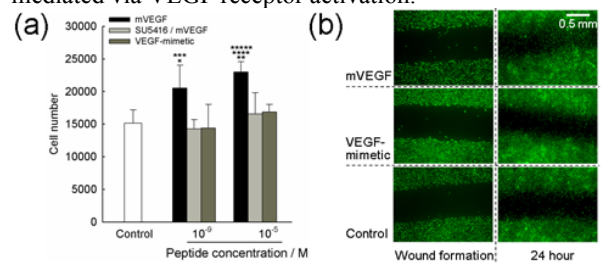 mediated via VEGF receptor activation.
(a)
30000
25000
20000
15000
10000
5000
0
Cell number
mVEGF
SU5416 / mVEGF
VEGF-mimetic
***
*
*****
****
**
Control
10⁻⁹
10⁻⁵
Peptide concentration / M
(b)
0.5 mm
mVEGF
VEGF-
mimetic
Control
Wound formation
24 hour